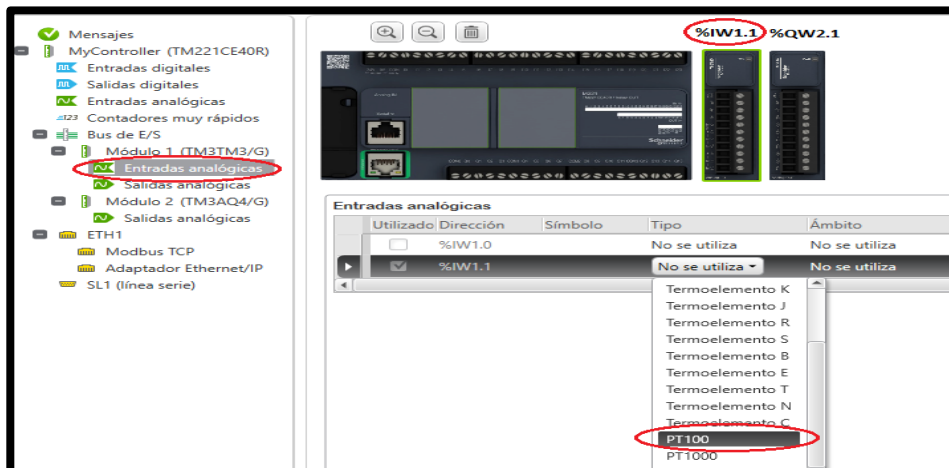 Mensajes
MyController (TM221CE40R)
Entradas digitales
Salidas digitales
Entradas analógicas
Contadores muy rápidos
Bus de E/S
Módulo 1 (TM3TM3/G)
Entradas analógicas
Salidas analógicas
Módulo 2 (TM3AQ4/G)
Salidas analógicas
ETH1
Modbus TCP
Adaptador Ethernet/IP
SL1 (línea serie)
%IW1.1 %QW2.1
Schneider
Entradas analógicas
Utilizado Dirección Símbolo Tipo Ámbito
%IW1.0 No se utiliza No se utiliza
%IW1.1 No se utiliza No se utiliza
Termoelemento K
Termoelemento J
Termoelemento R
Termoelemento S
Termoelemento B
Termoelemento E
Termoelemento T
Termoelemento N
Termoelemento C
PT100
PT1000